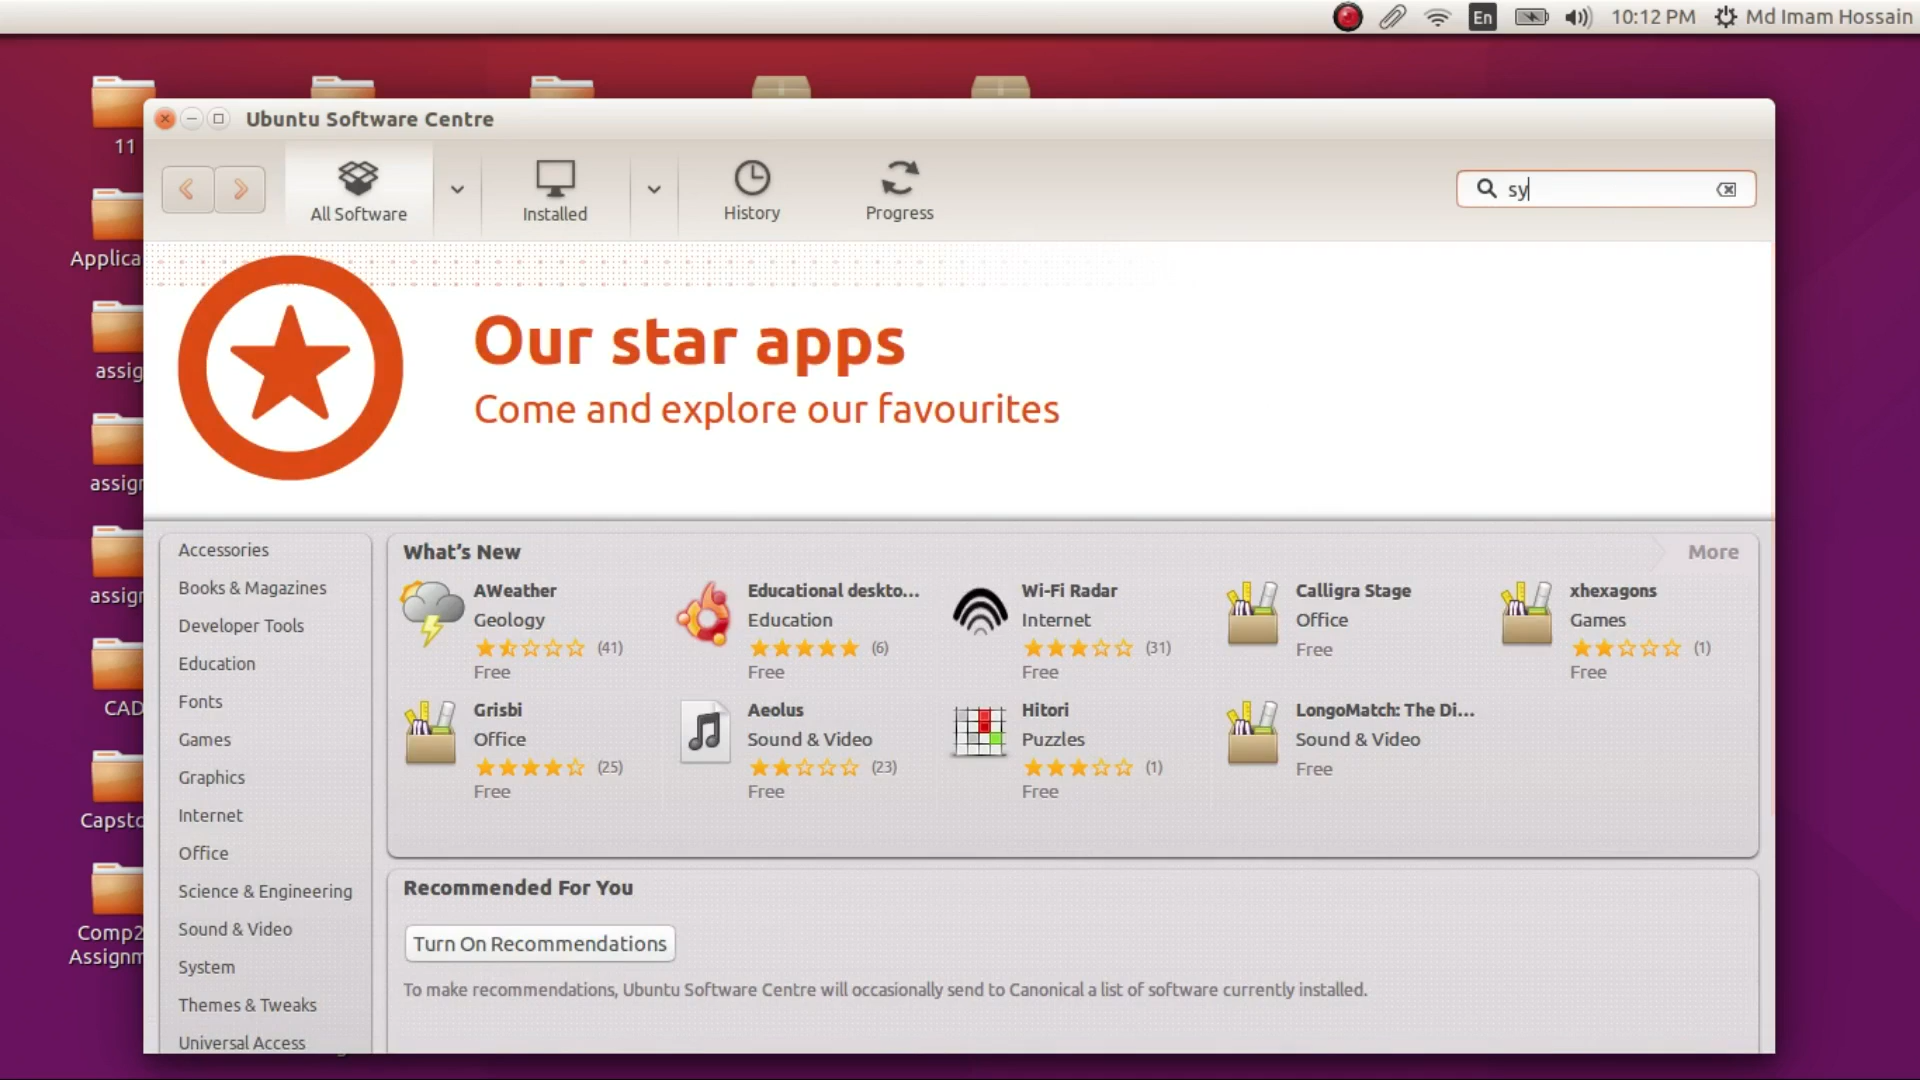 En 10:12 PM Md Imam Hossain
11
Applica
assig
assigr
assigr
CAD
Capsto
Comp2
Assignm
Ubuntu Software Centre
All Software
Installed
History
Progress
sy
Our star apps
Come and explore our favourites
Accessories
Books & Magazines
Developer Tools
Education
Fonts
Games
Graphics
Internet
Office
Science & Engineering
Sound & Video
System
Themes & Tweaks
Universal Access
What's New
More
AWeather
Geology
(41)
Free
Educational deskto...
Education
(6)
Free
Wi-Fi Radar
Internet
(31)
Free
Calligra Stage
Office
Free
xhexagons
Games
(1)
Free
Grisbi
Office
(25)
Free
Aeolus
Sound & Video
(23)
Free
Hitori
Puzzles
(1)
Free
LongoMatch: The Di...
Sound & Video
Free
Recommended For You
Turn On Recommendations
To make recommendations, Ubuntu Software Centre will occasionally send to Canonical a list of software currently installed.